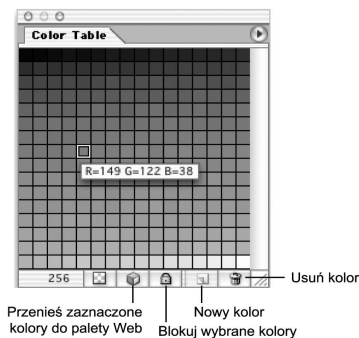 Color Table
R=149 G=122 B=38
256
Usuń kolor
Przenieś zaznaczone
kolory do palety Web
Nowy kolor
Blokuj wybrane kolory